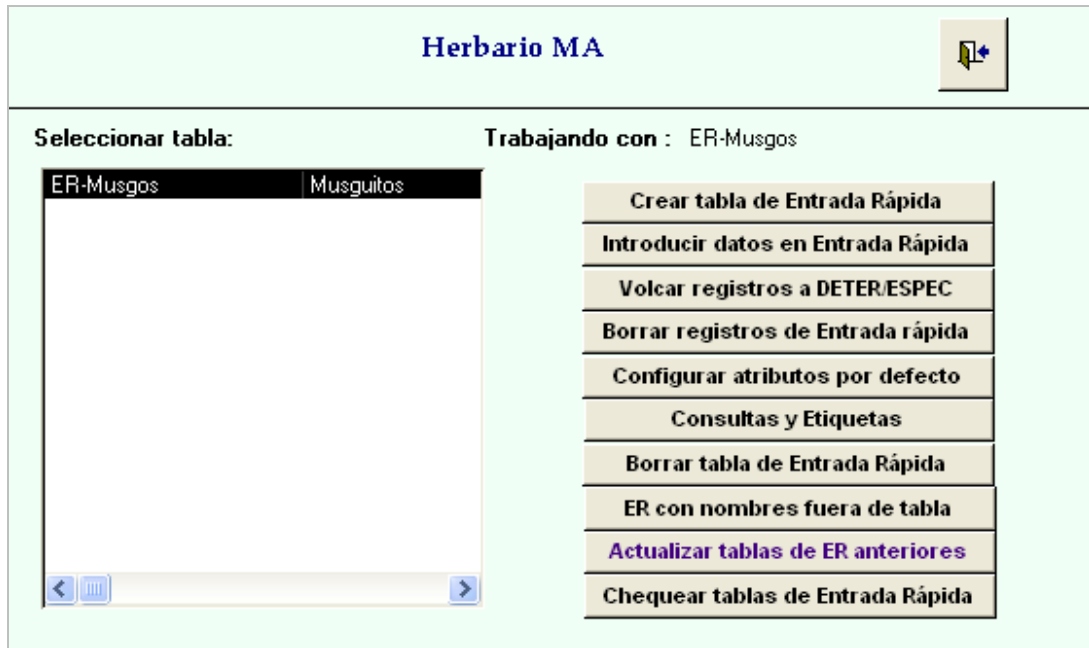 Herbario MA
Seleccionar tabla:
Trabajando con : ER-Musgos
ER-Musgos Musguitos
Crear tabla de Entrada Rápida
Introducir datos en Entrada Rápida
Volcar registros a DETER/ESPEC
Borrar registros de Entrada rápida
Configurar atributos por defecto
Consultas y Etiquetas
Borrar tabla de Entrada Rápida
ER con nombres fuera de tabla
Actualizar tablas de ER anteriores
Chequear tablas de Entrada Rápida